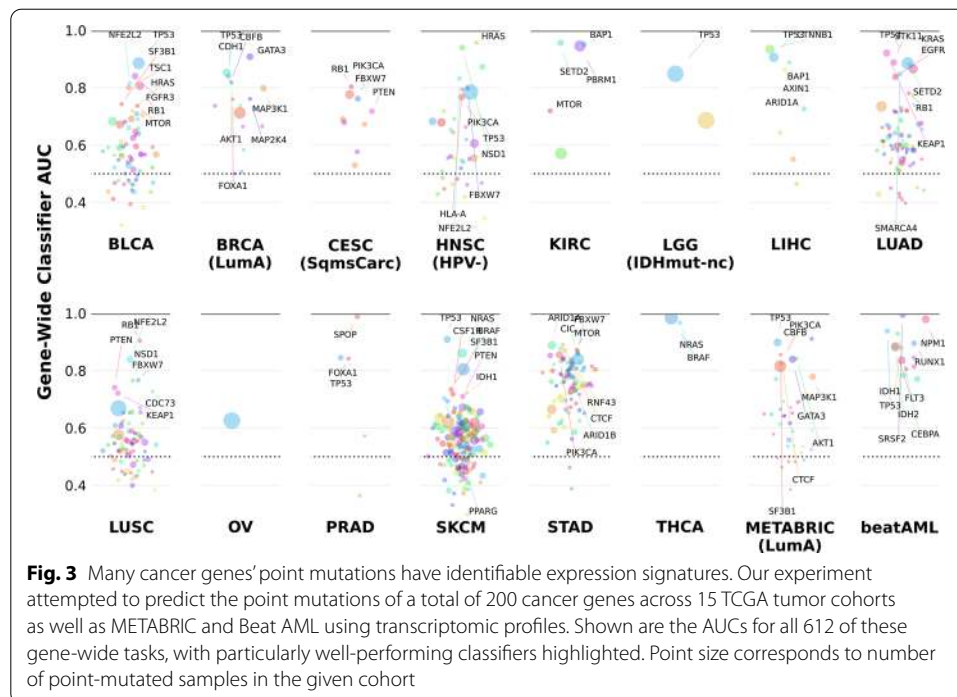 1.0
NFE2L2 TP53
SF3B1
TSC1
HRAS
FGFR3
RB1
MTOR
TP53 CBFB
CDH1 GATA3
MAP3K1
AKT1 MAP2K4
FOXA1
PIK3CA
RB1 FBXW7
PTEN
HRAS
PIK3CA
TP53
NSD1
FBXW7
HLA-A
NFE2L2
BAP1
SETD2
PBRM1
MTOR
TP53
TP53
BAP1
AXIN1
ARID1A
KRAS
EGFR
SETD2
RB1
KEAP1
SMARCA4
0.8
0.6
0.4
BLCA BRCA (LumA) CESC (SqmsCarc) HNSC (HPV-) KIRC LGG (IDHmut-nc) LIHC LUAD
Gene-Wide Classifier AUC
1.0
NFE2L2
RB1
PTEN
NSD1
FBXW7
CDC73
KEAP1
SPOP
FOXA1
TP53
TP53 NRAS
CSF1R BRAF
SF3B1
PTEN
IDH1
PPARG
ARID1A FBXW7
CIC MTOR
RNF43
CTCF
ARID1B
PIK3CA
NRAS
BRAF
TP53
PIK3CA
CBFB
MAP3K1
GATA3
AKT1
CTCF
SF3B1
NPM1
RUNX1
IDH1 FLT3
TP53 IDH2
SRSF2 CEBPA
0.8
0.6
0.4
LUSC OV PRAD SKCM STAD THCA METABRIC (LumA) beatAML
Fig. 3 Many cancer genes’ point mutations have identifiable expression signatures. Our experiment
attempted to predict the point mutations of a total of 200 cancer genes across 15 TCGA tumor cohorts
as well as METABRIC and Beat AML using transcriptomic profiles. Shown are the AUCs for all 612 of these
gene-wide tasks, with particularly well-performing classifiers highlighted. Point size corresponds to number
of point-mutated samples in the given cohort